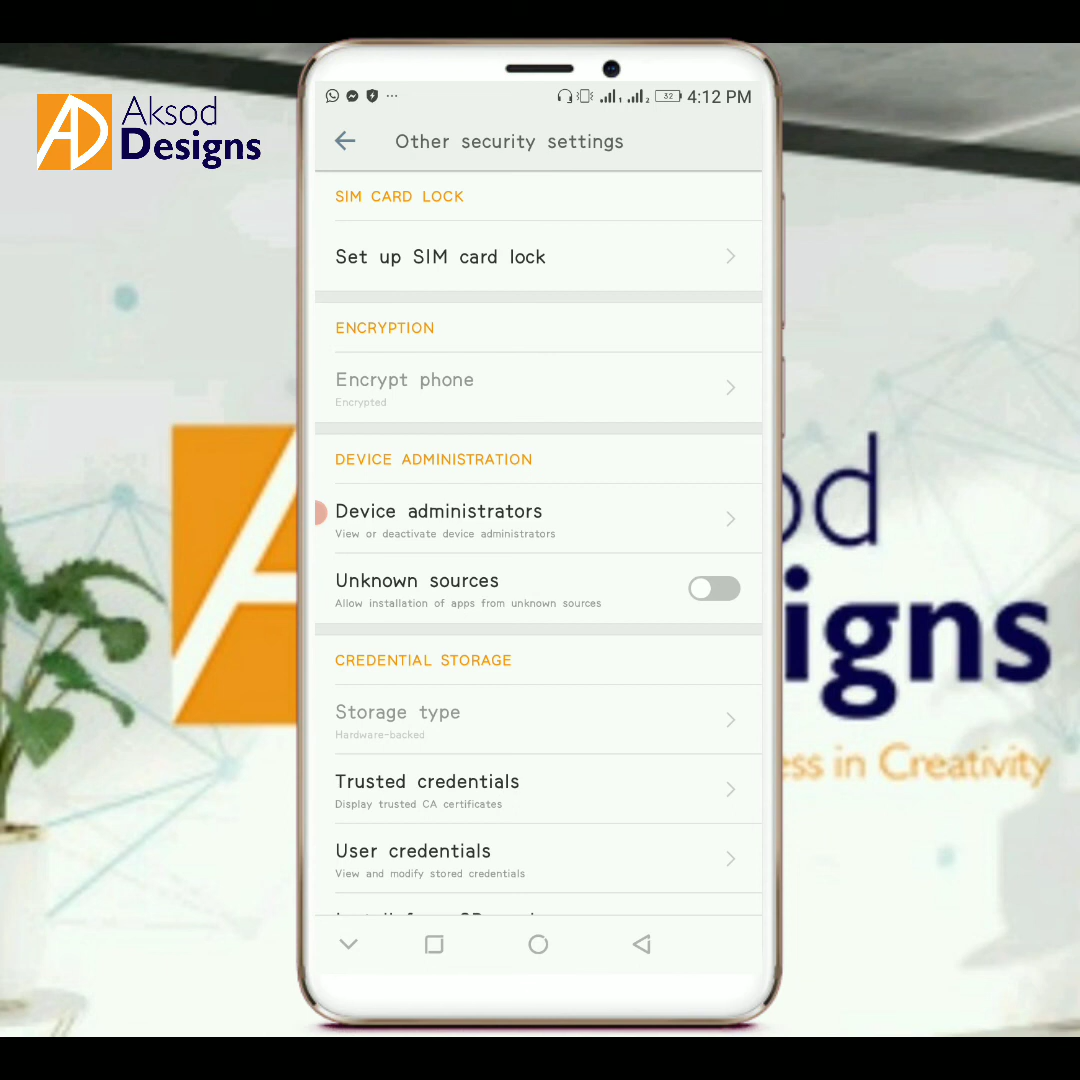 Aksod
Designs
32
4:12 PM
Other security settings
SIM CARD LOCK
Set up SIM card lock
ENCRYPTION
Encrypt phone
Encrypted
DEVICE ADMINISTRATION
Device administrators
View or deactivate device administrators
Unknown sources
Allow installation of apps from unknown sources
CREDENTIAL STORAGE
Storage type
Hardware-backed
Trusted credentials
Display trusted CA certificates
User credentials
View and modify stored credentials
od
igns
ess in Creativity